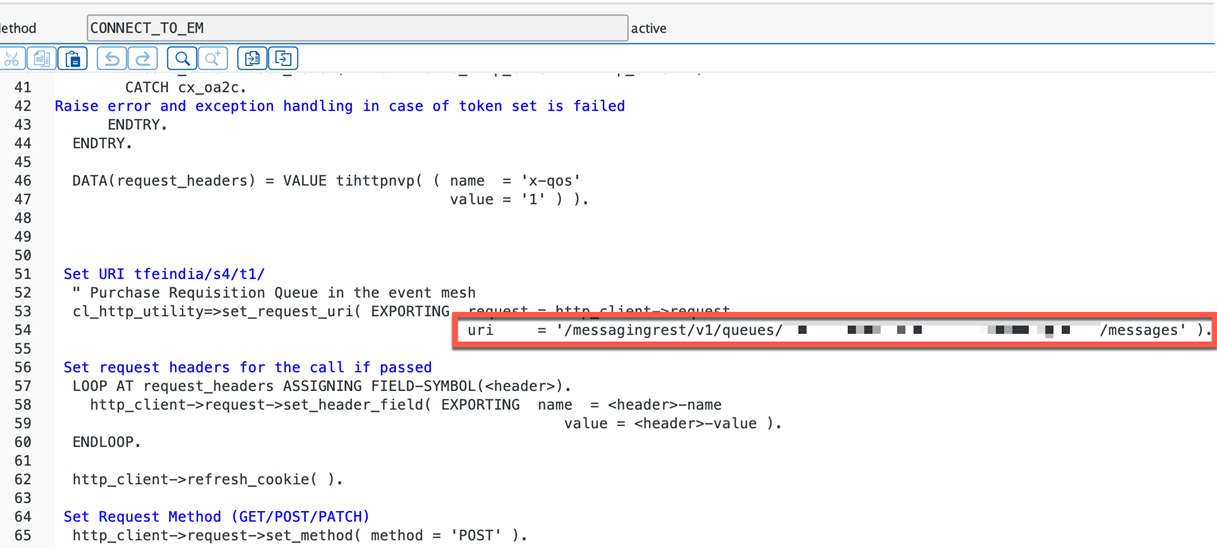 lethod CONNECT_TO_EM active
41 CATCH cx_oa2c.
42 Raise error and exception handling in case of token set is failed
43 ENDTRY.
44 ENDTRY.
45
46 DATA(request_headers) = VALUE tihttpnvp( ( name = 'x-qos'
47 value = '1' ) ).
48
49
50
51 Set URI tfeindia/s4/t1/
52 " Purchase Requisition Queue in the event mesh
53 cl_http_utility=>set_request_uri( EXPORTING request = http_client->request
54 uri = '/messagingrest/v1/queues/ /messages' ).
55
56 Set request headers for the call if passed
57 LOOP AT request_headers ASSIGNING FIELD-SYMBOL(<header>).
58 http_client->request->set_header_field( EXPORTING name = <header>-name
59 value = <header>-value ).
60 ENDLOOP.
61
62 http_client->refresh_cookie( ).
63
64 Set Request Method (GET/POST/PATCH)
65 http_client->request->set_method( method = 'POST' ).